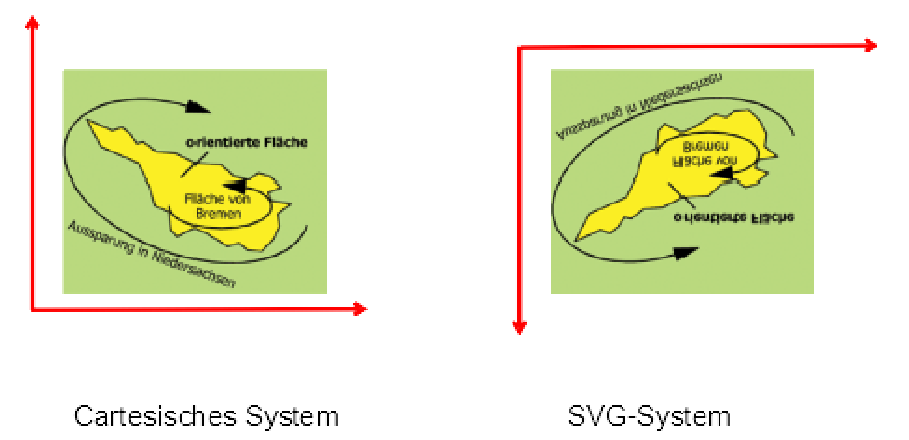 orientierte Fläche
Fläche von
Bremen
Aussparung in Niedersachsen
Aussparung in Niedersachsen
Bremen
Fläche von
orientierte Fläche
Cartesisches System
SVG-System